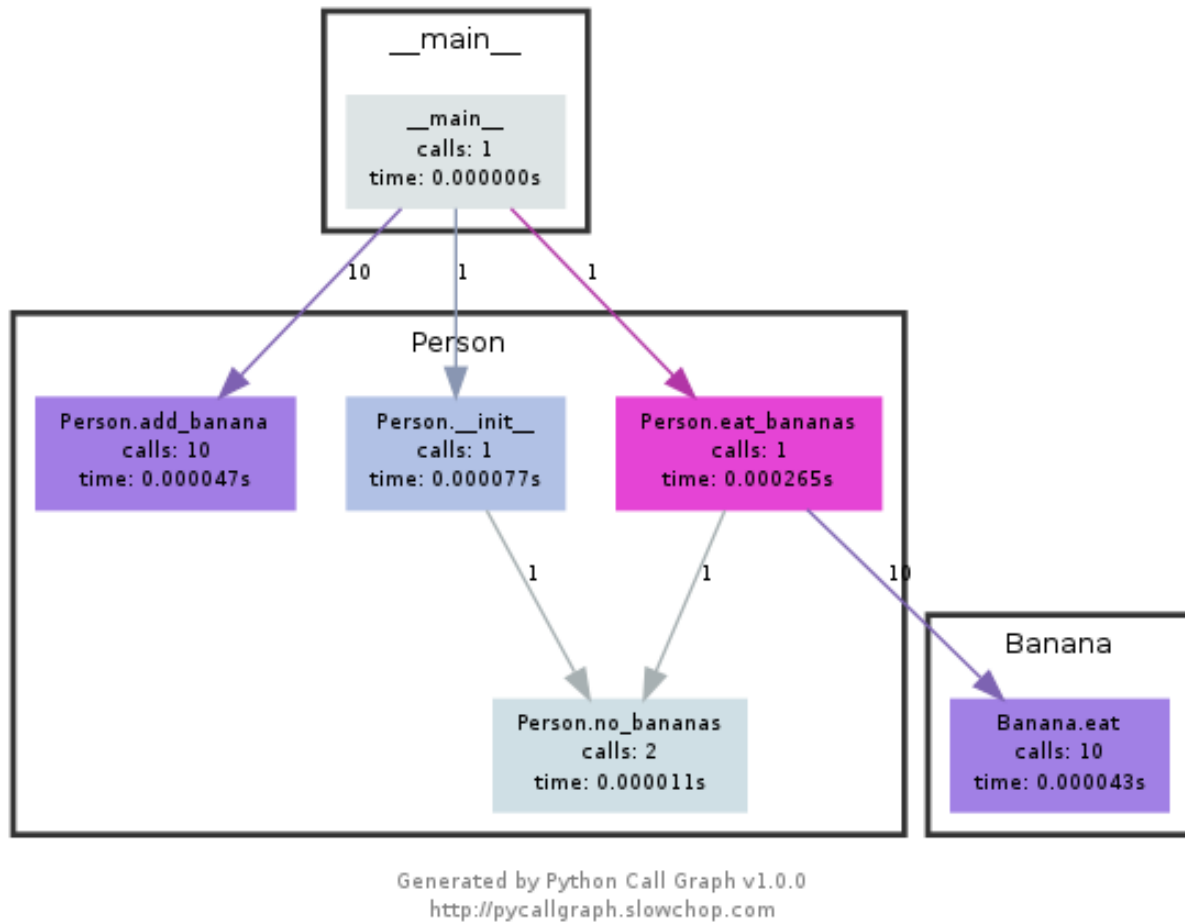 __main__
__main__
calls: 1
time: 0.000000s
10
1
1
Person
Person.add_banana
calls: 10
time: 0.000047s
Person.__init__
calls: 1
time: 0.000077s
Person.eat_bananas
calls: 1
time: 0.000265s
1
1
10
Banana
Person.no_bananas
calls: 2
time: 0.000011s
Banana.eat
calls: 10
time: 0.000043s
Generated by Python Call Graph v1.0.0
http://pycallgraph.slowchop.com